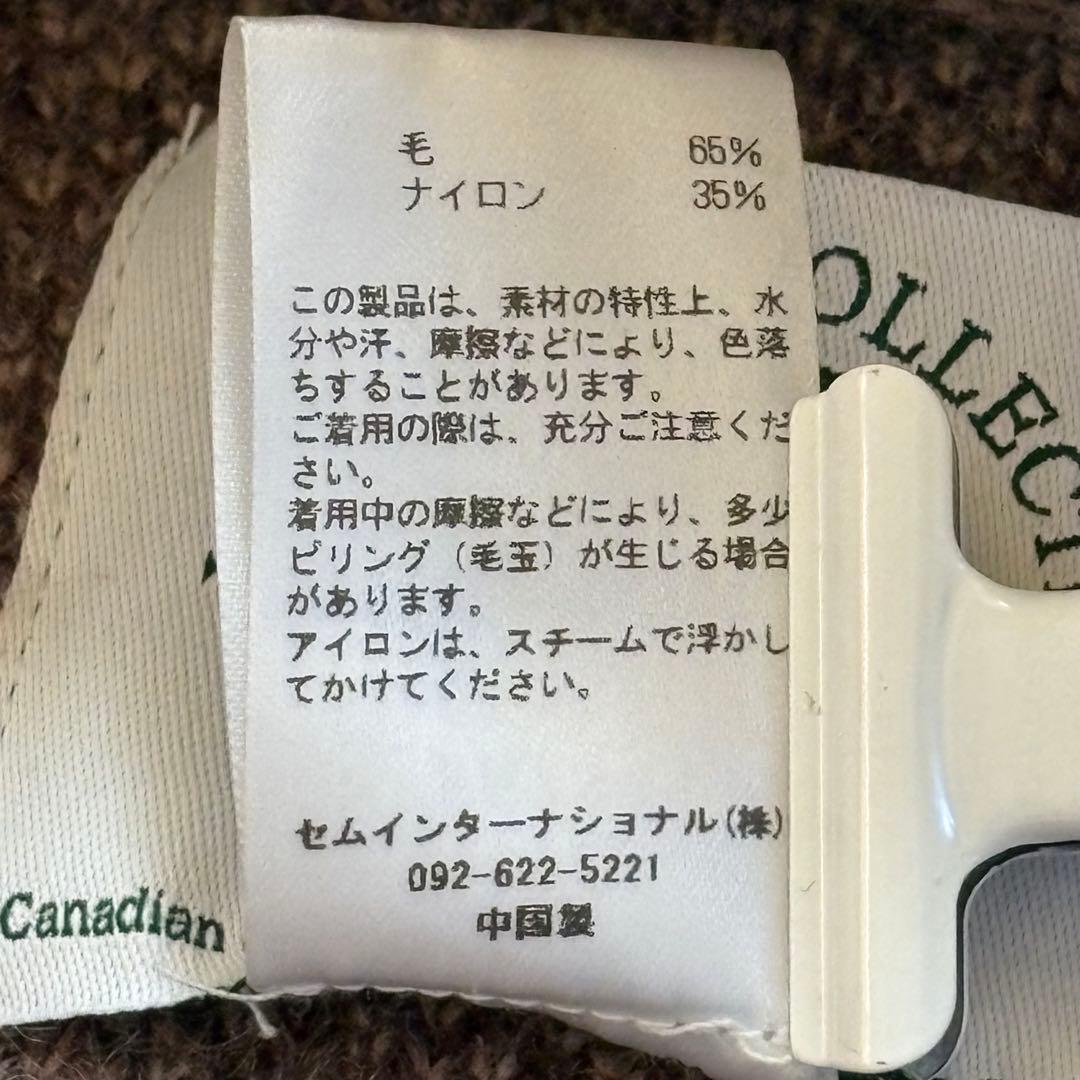 毛 65%
ナイロン 35%
この製品は、素材の特性上、水
分や汗、摩擦などにより、色落
ちすることがあります。
ご着用の際は、充分ご注意くだ
さい。
着用中の摩擦などにより、多少
ピリング（毛玉）が生じる場合
があります。
アイロンは、スチームで浮かし
てかけてください。
セムインターナショナル(株)
092-622-5221
中国製
OLLECT
Canadian